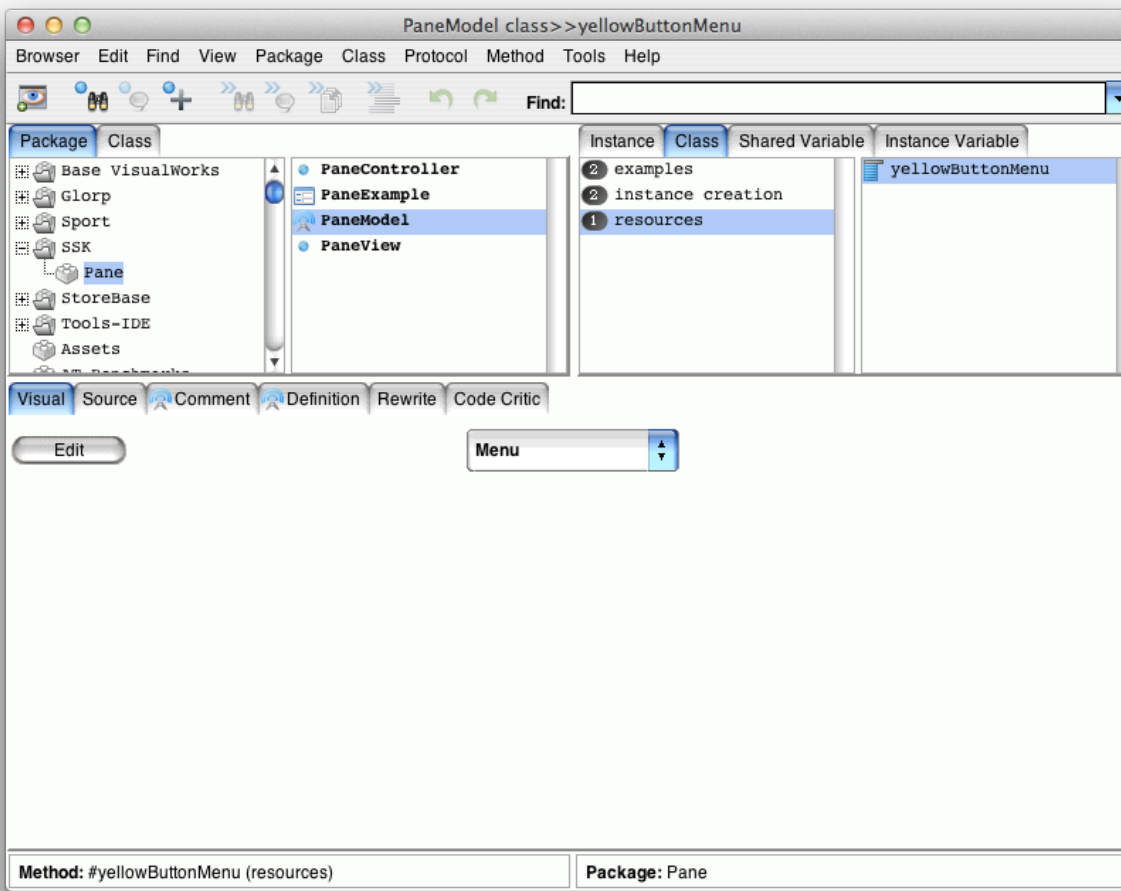 PaneModel class>>yellowButtonMenu
Browser Edit Find View Package Class Protocol Method Tools Help
Find:
Package Class
Instance Class Shared Variable Instance Variable
Base VisualWorks
Glorp
Sport
SSK
Pane
StoreBase
Tools-IDE
Assets
PaneController
PaneExample
PaneModel
PaneView
2 examples
2 instance creation
1 resources
yellowButtonMenu
Visual Source Comment Definition Rewrite Code Critic
Edit
Menu
Method: #yellowButtonMenu (resources)
Package: Pane